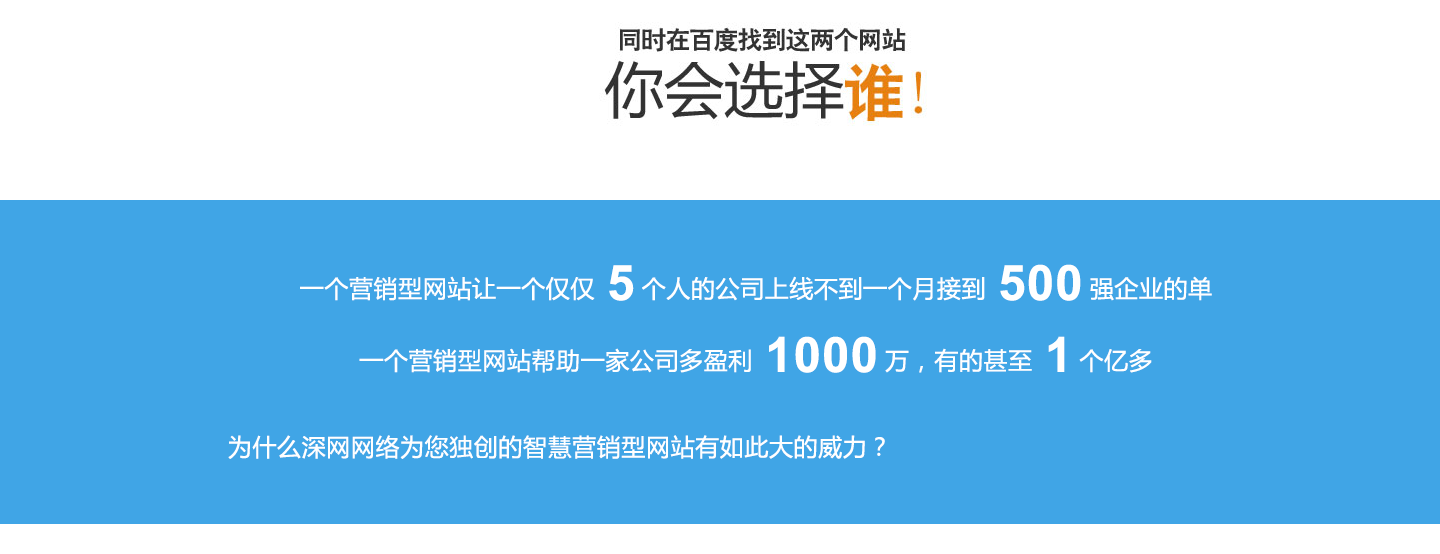 同时在百度找到这两个网站
你会选择谁！
一个营销型网站让一个仅仅 5 个人的公司上线不到一个月接到 500 强企业的单
一个营销型网站帮助一家公司多盈利 1000 万，有的甚至 1 个亿多
为什么深网网络为您独创的智慧营销型网站有如此大的威力？